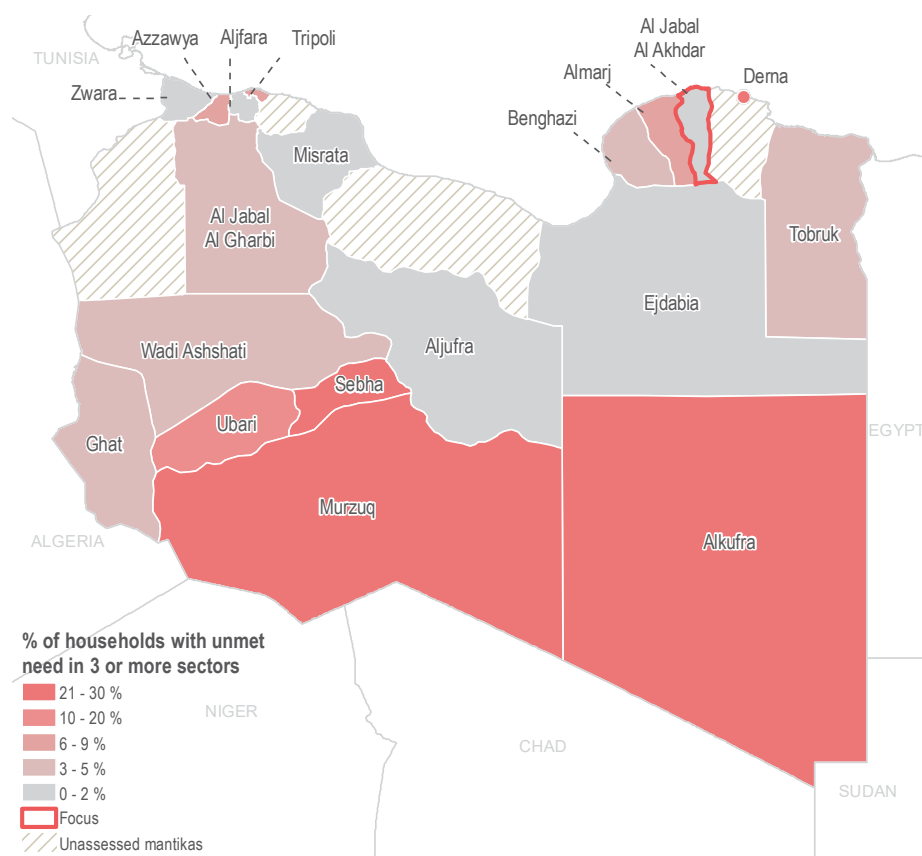 TUNISIA
Azzawya
Aljfara
Tripoli
Zwara
Al Jabal
Al Akhdar
Almarj
Derna
Benghazi
Misrata
Al Jabal
Al Gharbi
Tobruk
Ejdabia
Wadi Ashshati
Aljufra
Sebha
Ubari
Ghat
EGYPT
Murzuq
Alkufra
ALGERIA
% of households with unmet
need in 3 or more sectors
21 - 30 %
10 - 20 %
6 - 9 %
3 - 5 %
0 - 2 %
Focus
Unassessed mantikas
NIGER
CHAD
SUDAN